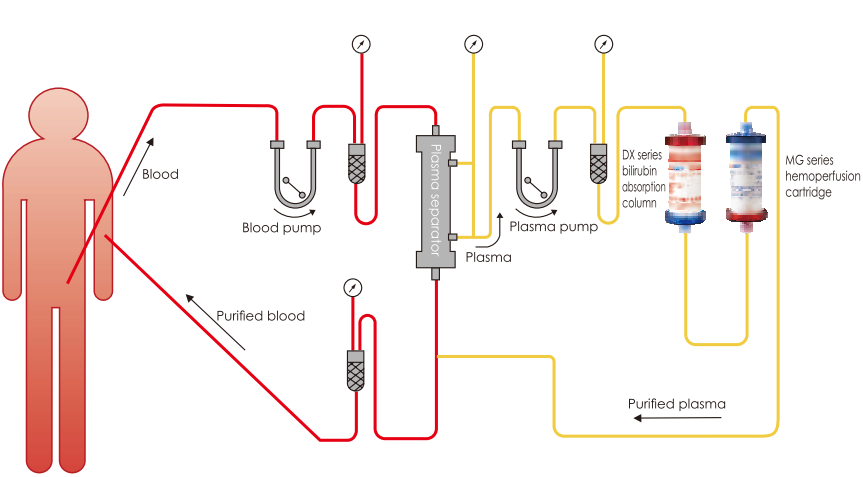 Blood
Blood pump
Plasma separator
Plasma
Plasma pump
DX series
bilirubin
absorption
column
MG series
hemoperfusion
cartridge
Purified blood
Purified plasma